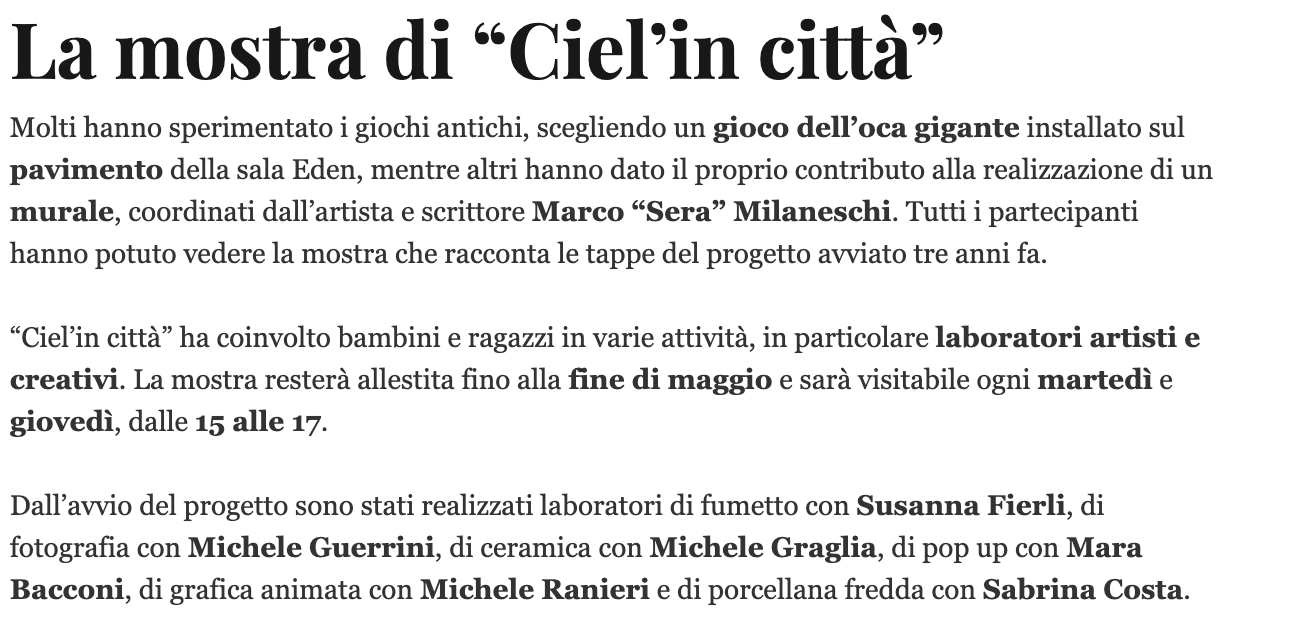 La mostra di “Ciel’in città”
Molti hanno sperimentato i giochi antichi, scegliendo un gioco dell’oca gigante installato sul
pavimento della sala Eden, mentre altri hanno dato il proprio contributo alla realizzazione di un
murale, coordinati dall’artista e scrittore Marco “Sera” Milaneschi. Tutti i partecipanti
hanno potuto vedere la mostra che racconta le tappe del progetto avviato tre anni fa.
“Ciel’in città” ha coinvolto bambini e ragazzi in varie attività, in particolare laboratori artisti e
creativi. La mostra resterà allestita fino alla fine di maggio e sarà visitabile ogni martedì e
giovedì, dalle 15 alle 17.
Dall’avvio del progetto sono stati realizzati laboratori di fumetto con Susanna Fierli, di
fotografia con Michele Guerrini, di ceramica con Michele Graglia, di pop up con Mara
Bacconi, di grafica animata con Michele Ranieri e di porcellana fredda con Sabrina Costa.